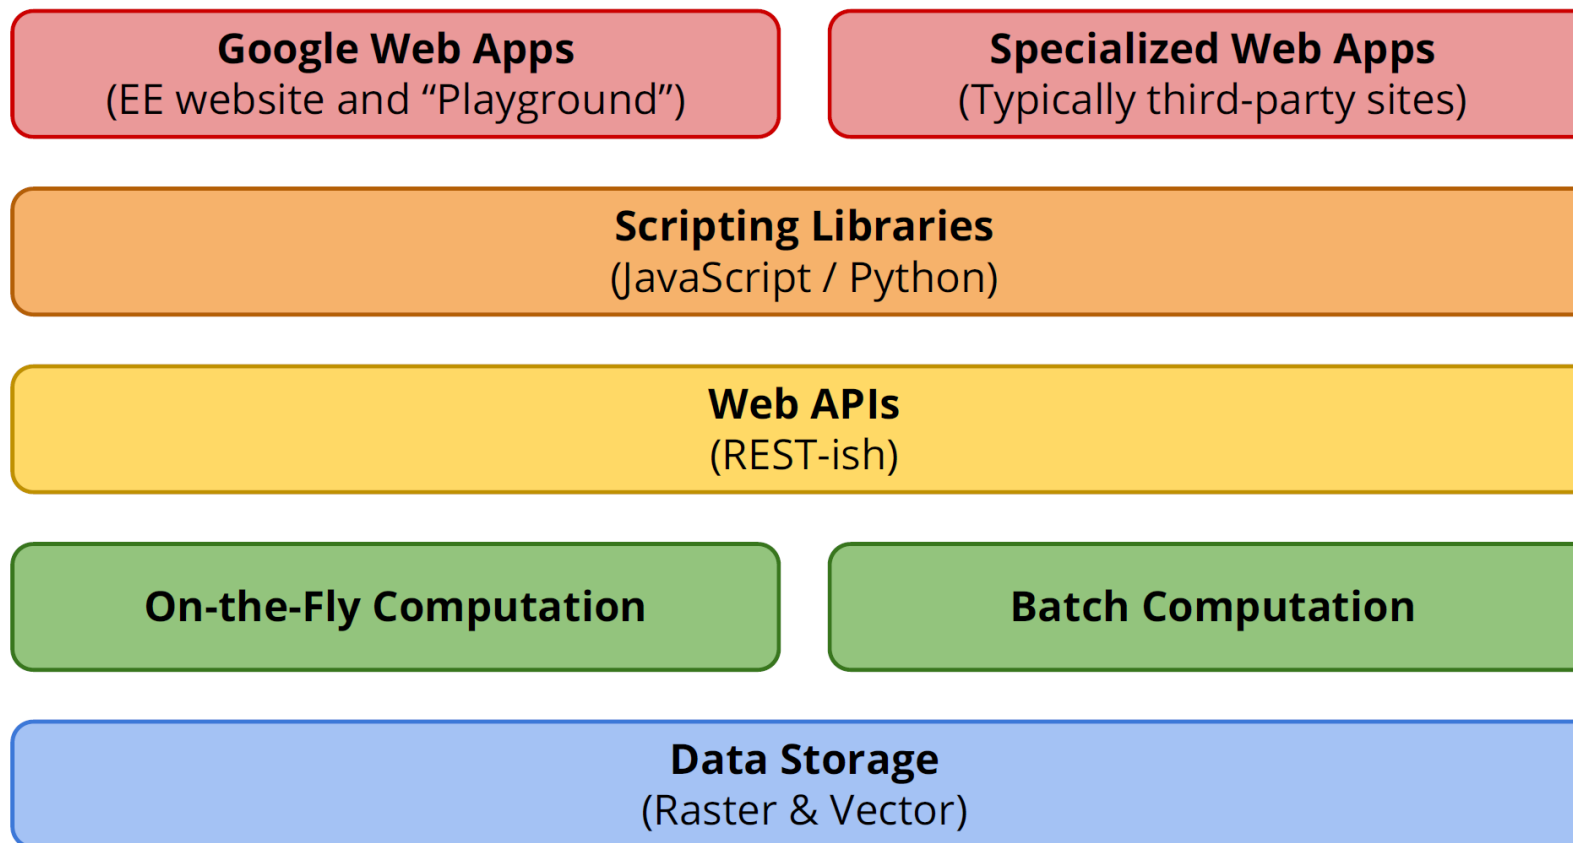 Google Web Apps
(EE website and “Playground”)
Specialized Web Apps
(Typically third-party sites)
Scripting Libraries
(JavaScript / Python)
Web APIs
(REST-ish)
On-the-Fly Computation
Batch Computation
Data Storage
(Raster & Vector)